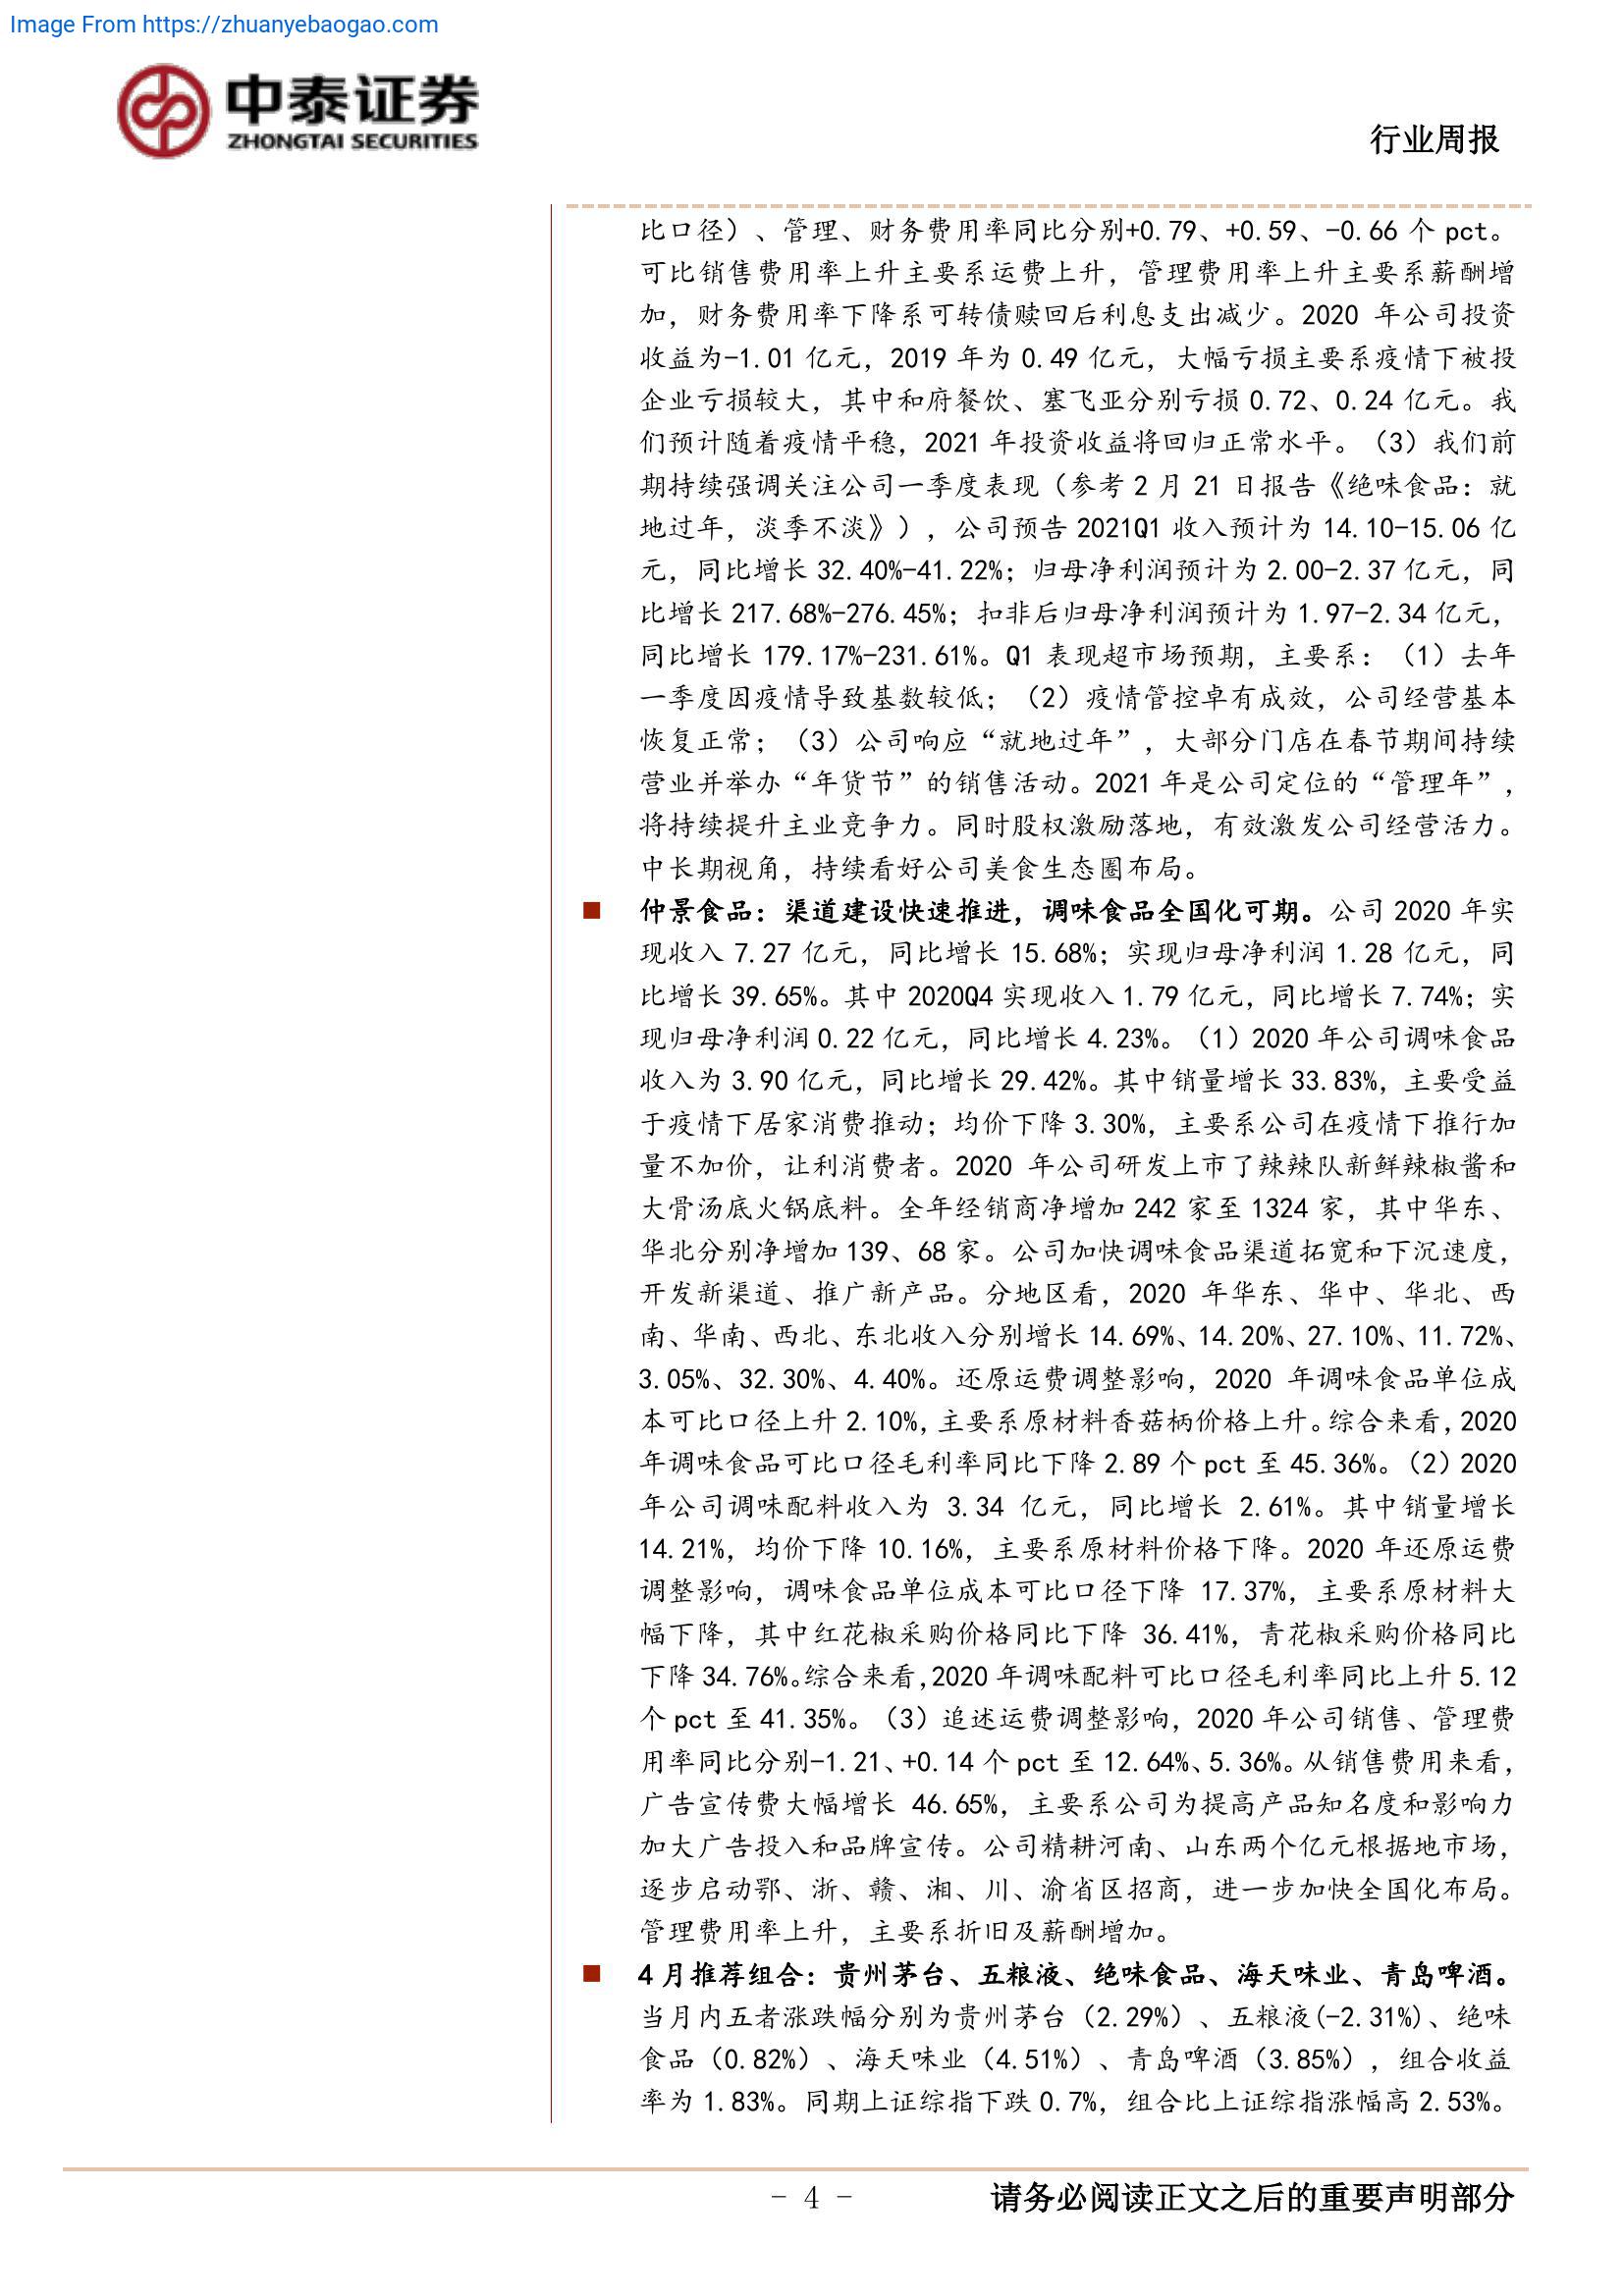 Image From https://zhuanyebaogao.com
中泰证券
ZHONGTAI SECURITIES
行业周报
比口径）、管理、财务费用率同比分别+0.79、+0.59、-0.66 个 pct。
可比销售费用率上升主要系运费上升，管理费用率上升主要系薪酬增
加，财务费用率下降系可转债赎回后利息支出减少。2020 年公司投资
收益为-1.01 亿元，2019 年为 0.49 亿元，大幅亏损主要系疫情下被投
企业亏损较大，其中和府餐饮、塞飞亚分别亏损 0.72、0.24 亿元。我
们预计随着疫情平稳，2021 年投资收益将回归正常水平。（3）我们前
期持续强调关注公司一季度表现（参考 2 月 21 日报告《绝味食品：就
地过年，淡季不淡》），公司预告 2021Q1 收入预计为 14.10-15.06 亿
元，同比增长 32.40%-41.22%；归母净利润预计为 2.00-2.37 亿元，同
比增长 217.68%-276.45%；扣非后归母净利润预计为 1.97-2.34 亿元，
同比增长 179.17%-231.61%。Q1 表现超市场预期，主要系：（1）去年
一季度因疫情导致基数较低；（2）疫情管控卓有成效，公司经营基本
恢复正常；（3）公司响应“就地过年”，大部分门店在春节期间持续
营业并举办“年货节”的销售活动。2021 年是公司定位的“管理年”，
将持续提升主业竞争力。同时股权激励落地，有效激发公司经营活力。
中长期视角，持续看好公司美食生态圈布局。
■ 仲景食品：渠道建设快速推进，调味食品全国化可期。公司 2020 年实
现收入 7.27 亿元，同比增长 15.68%；实现归母净利润 1.28 亿元，同
比增长 39.65%。其中 2020Q4 实现收入 1.79 亿元，同比增长 7.74%；实
现归母净利润 0.22 亿元，同比增长 4.23%。（1）2020 年公司调味食品
收入为 3.90 亿元，同比增长 29.42%。其中销量增长 33.83%，主要受益
于疫情下居家消费推动；均价下降 3.30%，主要系公司在疫情下推行加
量不加价，让利消费者。2020 年公司研发上市了辣辣队新鲜辣椒酱和
大骨汤底火锅底料。全年经销商净增加 242 家至 1324 家，其中华东、
华北分别净增加 139、68 家。公司加快调味食品渠道拓宽和下沉速度，
开发新渠道、推广新产品。分地区看，2020 年华东、华中、华北、西
南、华南、西北、东北收入分别增长 14.69%、14.20%、27.10%、11.72%、
3.05%、32.30%、4.40%。还原运费调整影响，2020 年调味食品单位成
本可比口径上升 2.10%，主要系原材料香菇柄价格上升。综合来看，2020
年调味食品可比口径毛利率同比下降 2.89 个 pct 至 45.36%。（2）2020
年公司调味配料收入为 3.34 亿元，同比增长 2.61%。其中销量增长
14.21%，均价下降 10.16%，主要系原材料价格下降。2020 年还原运费
调整影响，调味食品单位成本可比口径下降 17.37%，主要系原材料大
幅下降，其中红花椒采购价格同比下降 36.41%，青花椒采购价格同比
下降 34.76%。综合来看，2020 年调味配料可比口径毛利率同比上升 5.12
个 pct 至 41.35%。（3）追述运费调整影响，2020 年公司销售、管理费
用率同比分别-1.21、+0.14 个 pct 至 12.64%、5.36%。从销售费用来看，
广告宣传费大幅增长 46.65%，主要系公司为提高产品知名度和影响力
加大广告投入和品牌宣传。公司精耕河南、山东两个亿元根据地市场，
逐步启动鄂、浙、赣、湘、川、渝省区招商，进一步加快全国化布局。
管理费用率上升，主要系折旧及薪酬增加。
■ 4 月推荐组合：贵州茅台、五粮液、绝味食品、海天味业、青岛啤酒。
当月内五者涨跌幅分别为贵州茅台（2.29%）、五粮液(-2.31%)、绝味
食品（0.82%）、海天味业（4.51%）、青岛啤酒（3.85%），组合收益
率为 1.83%。同期上证综指下跌 0.7%，组合比上证综指涨幅高 2.53%。
- 4 -
请务必阅读正文之后的重要声明部分